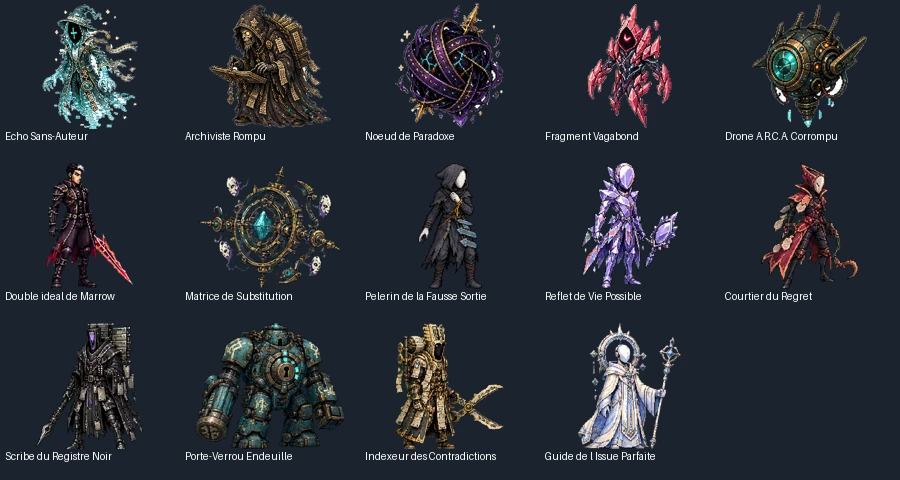 Echo Sans-Auteur
Archiviste Rompu
Noeud de Paradoxe
Fragment Vagabond
Drone A.R.C.A. Corrompu
Double ideal de Marrow
Matrice de Substitution
Pelerin de la Fausse Sortie
Reflet de Vie Possible
Courtier du Regret
Scribe du Registre Noir
Porte-Verrou Endeuille
Indexeur des Contradictions
Guide de l Issue Parfaite